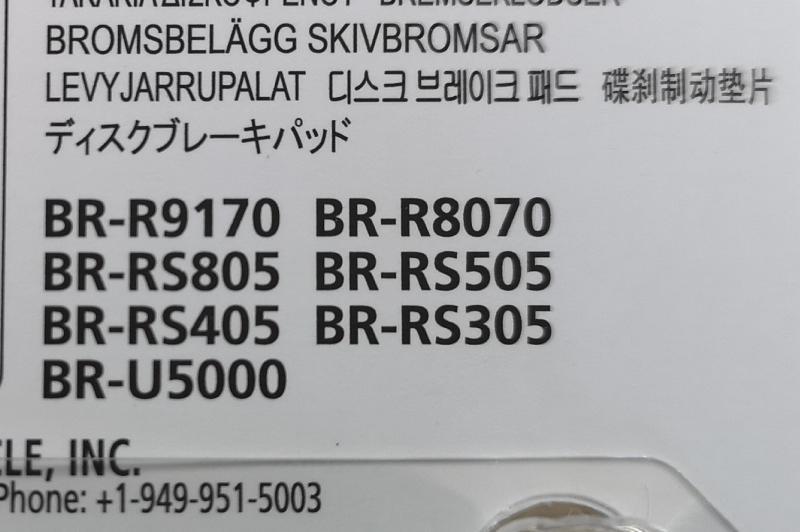 BROMSBELÄGG SKIVBROMSAR
LEVYJARRUPALAT 디스크 브레이크 패드 碟刹制动垫片
ディスクブレーキパッド
BR-R9170 BR-R8070
BR-RS805 BR-RS505
BR-RS405 BR-RS305
BR-U5000
INC.
Phone: +1-949-951-5003